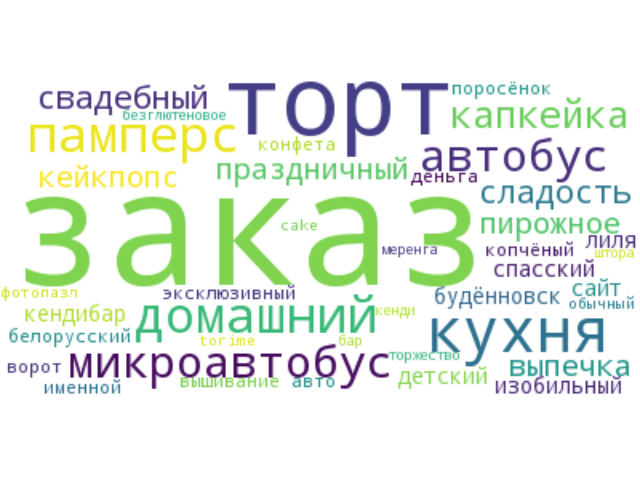 торт
поросёнок
свадебный
безглютеновое
капкейка
памперс
конфета
автобус
праздничный
деньга
кейкпопс
сладость
заказ
cake
пирожное
лиля
меренга
копчёный
штора
спасский
фотопазл
эксклюзивный
будённовск
сайт
обычный
кендибар
домашний
кенди
кухня
белорусский
torime
бар
торжество
ворот
микроавтобус
выпечка
именной
вышивание
авто
детский
изобильный